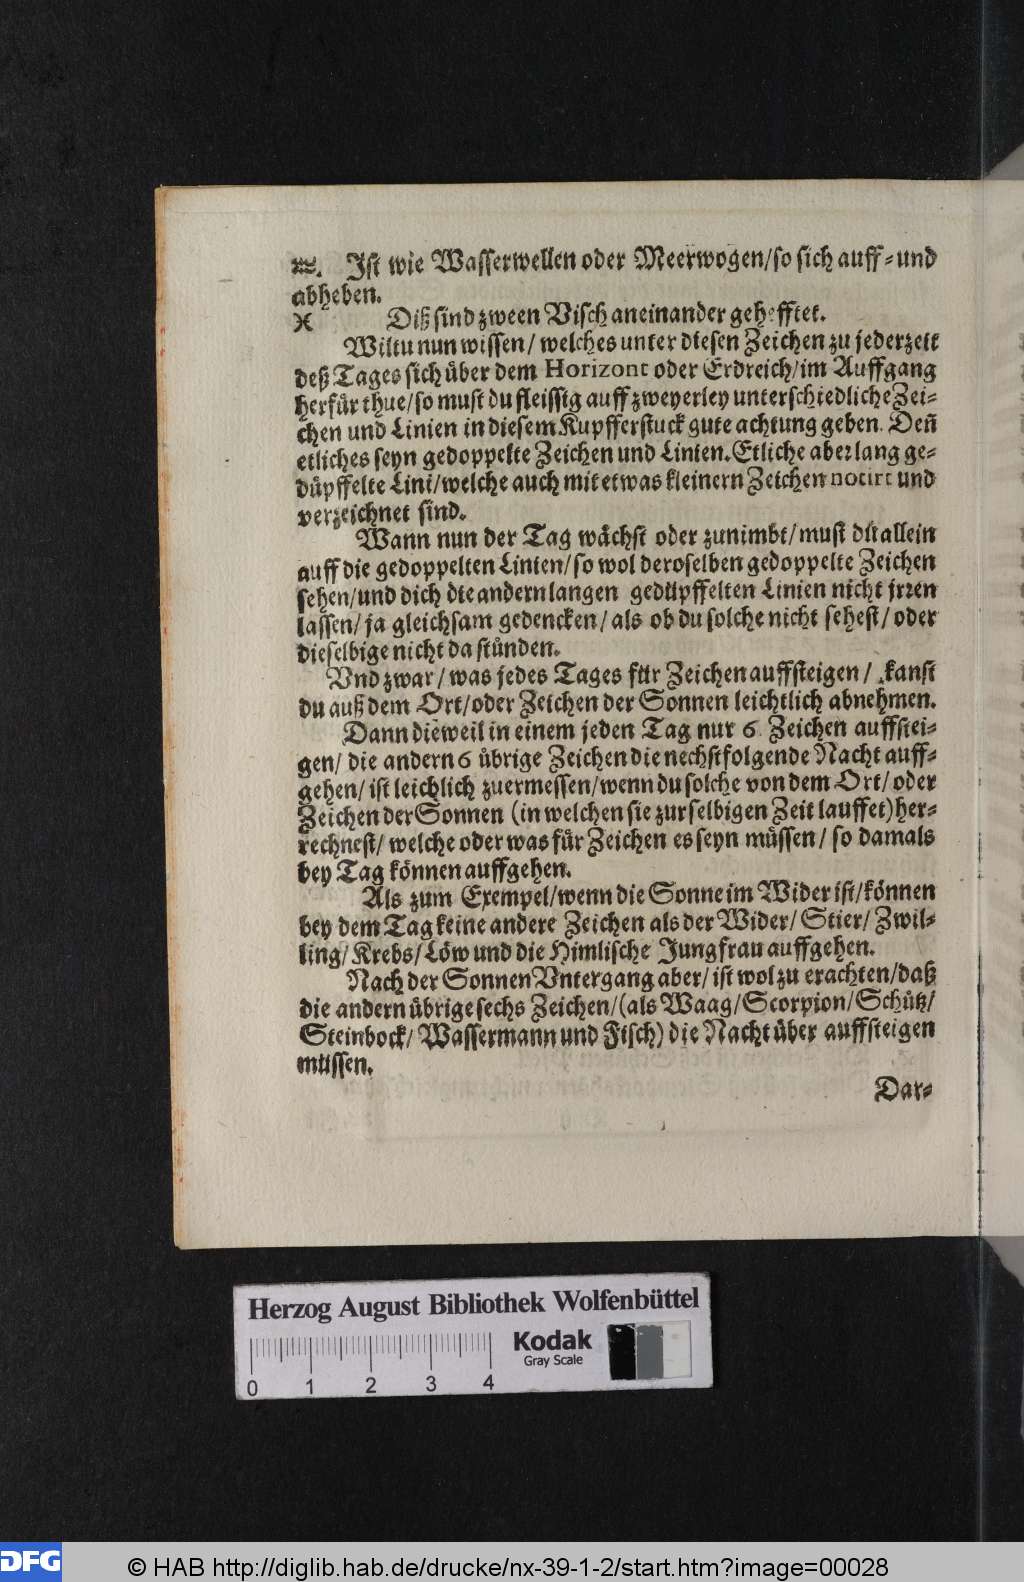 ♒. Ist wie Wasserwellen oder Meerwogen/so sich auff-und
abheben.
♓ Diß sind zween Visch aneinander gehefftet.
Wiltu nun wissen/ welches unter diesen Zeichen zu jederzeit
deß Tages sich über dem Horizont oder Erdreich/im Auffgang
herfür thue/so must du fleissig auff zweyerley unterschiedliche Zei-
chen und Linien in diesem Kupfferstuck gute achtung geben. Deñ
etliches seyn gedoppelte Zeichen und Linien. Etliche aber lang ge-
düpffelte Lini/welche auch mit etwas kleinern Zeichen notirt und
verzeichnet sind.
Wann nun der Tag wächst oder zunimbt/must du allein
auff die gedoppelten Linien/so wol deroselben gedoppelte Zeichen
sehen/und dich die andern langen gedüpffelten Linien nicht jrren
lassen/ ja gleichsam gedencken/ als ob du solche nicht sehest/ oder
dieselbige nicht da stünden.
Vnd zwar/ was jedes Tages für Zeichen auffsteigen/ kanst
du auß dem Ort/oder Zeichen der Sonnen leichtlich abnehmen.
Dann dieweil in einem jeden Tag nur 6 Zeichen auffstei-
gen/ die andern 6 übrige Zeichen die nechstfolgende Nacht auff-
gehen/ ist leichlich zuermessen/wenn du solche von dem Ort/ oder
Zeichen der Sonnen (in welchen sie zur selbigen Zeit lauffet) her-
rechnest/ welche oder was für Zeichen es seyn müssen/ so damals
bey Tag können auffgehen.
Als zum Exempel/wenn die Sonne im Wider ist/können
bey dem Tag keine andere Zeichen als der Wider/ Stier/ Zwil-
ling/ Krebs/ Löw und die Himlische Jungfrau auffgehen.
Nach der Sonnen Vntergang aber/ ist wol zu erachten/daß
die andern übrige sechs Zeichen/(als Waag/ Scorpion/ Schütz/
Steinbock/ Wassermann und Fisch) die Nacht über auffsteigen
müssen.
Dar-
Herzog August Bibliothek Wolfenbüttel
Kodak
Gray Scale
0 1 2 3 4
DFG © HAB http://diglib.hab.de/drucke/nx-39-1-2/start.htm?image=00028